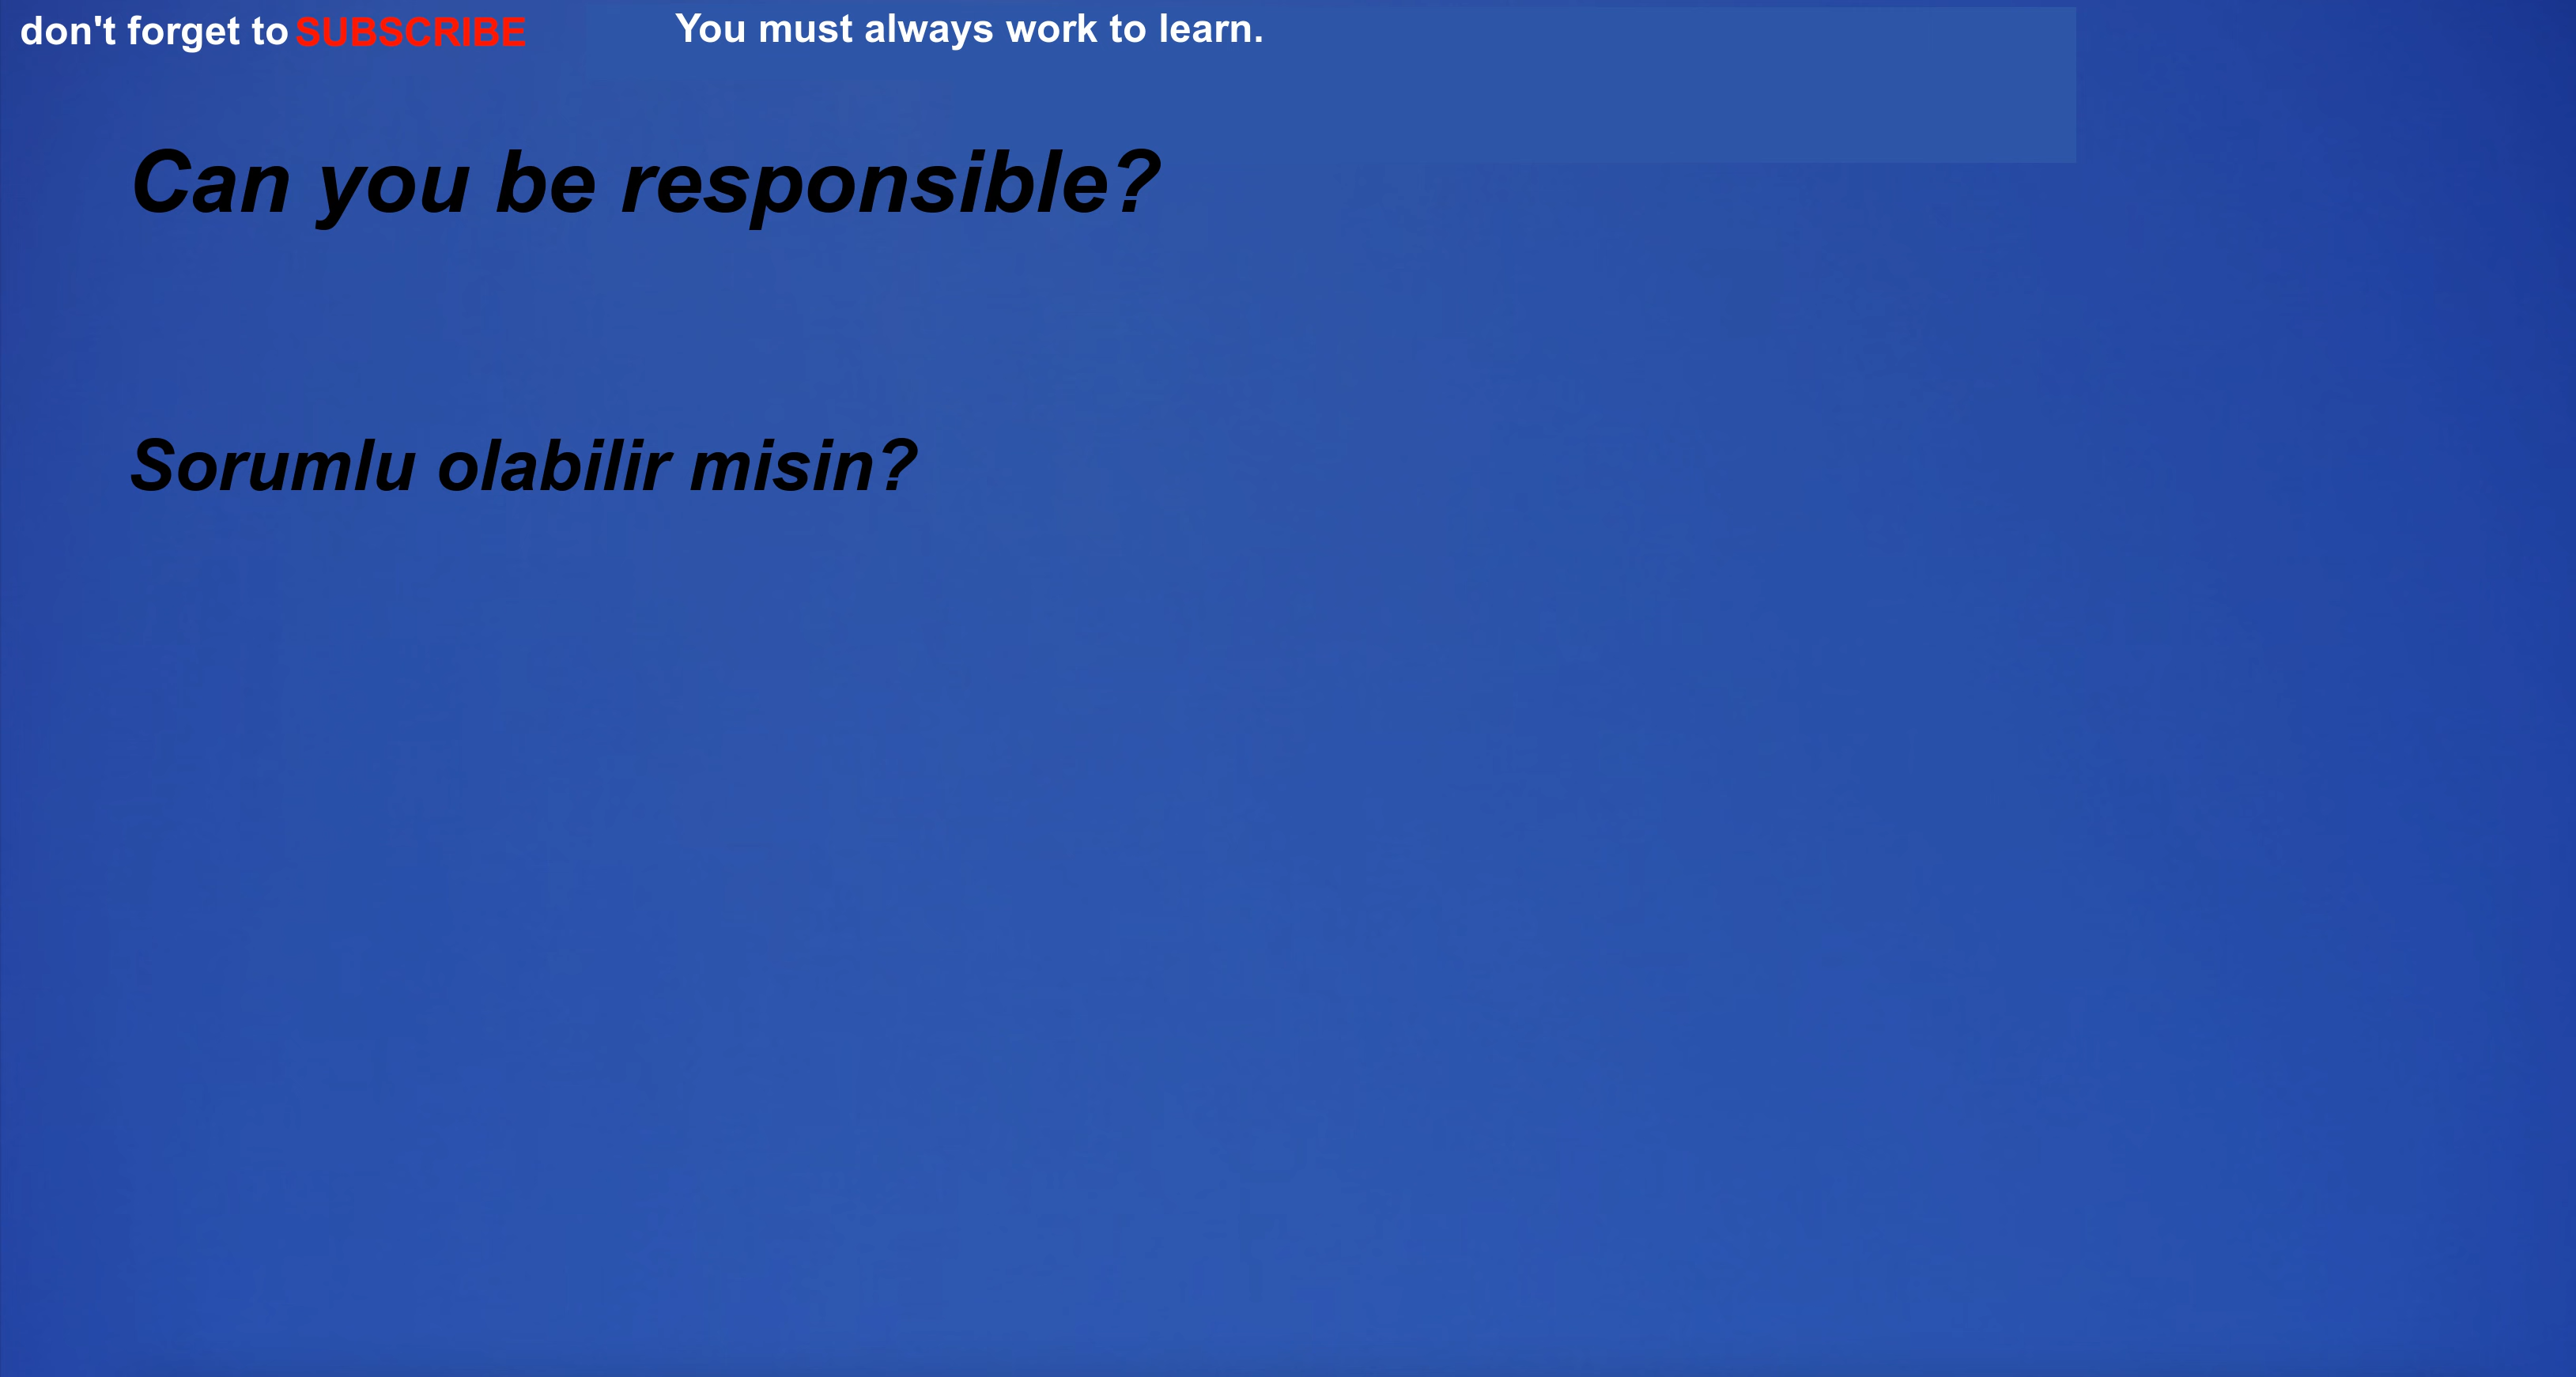 don't forget to SUBSCRIBE You must always work to learn.
Can you be responsible?
Sorumlu olabilir misin?